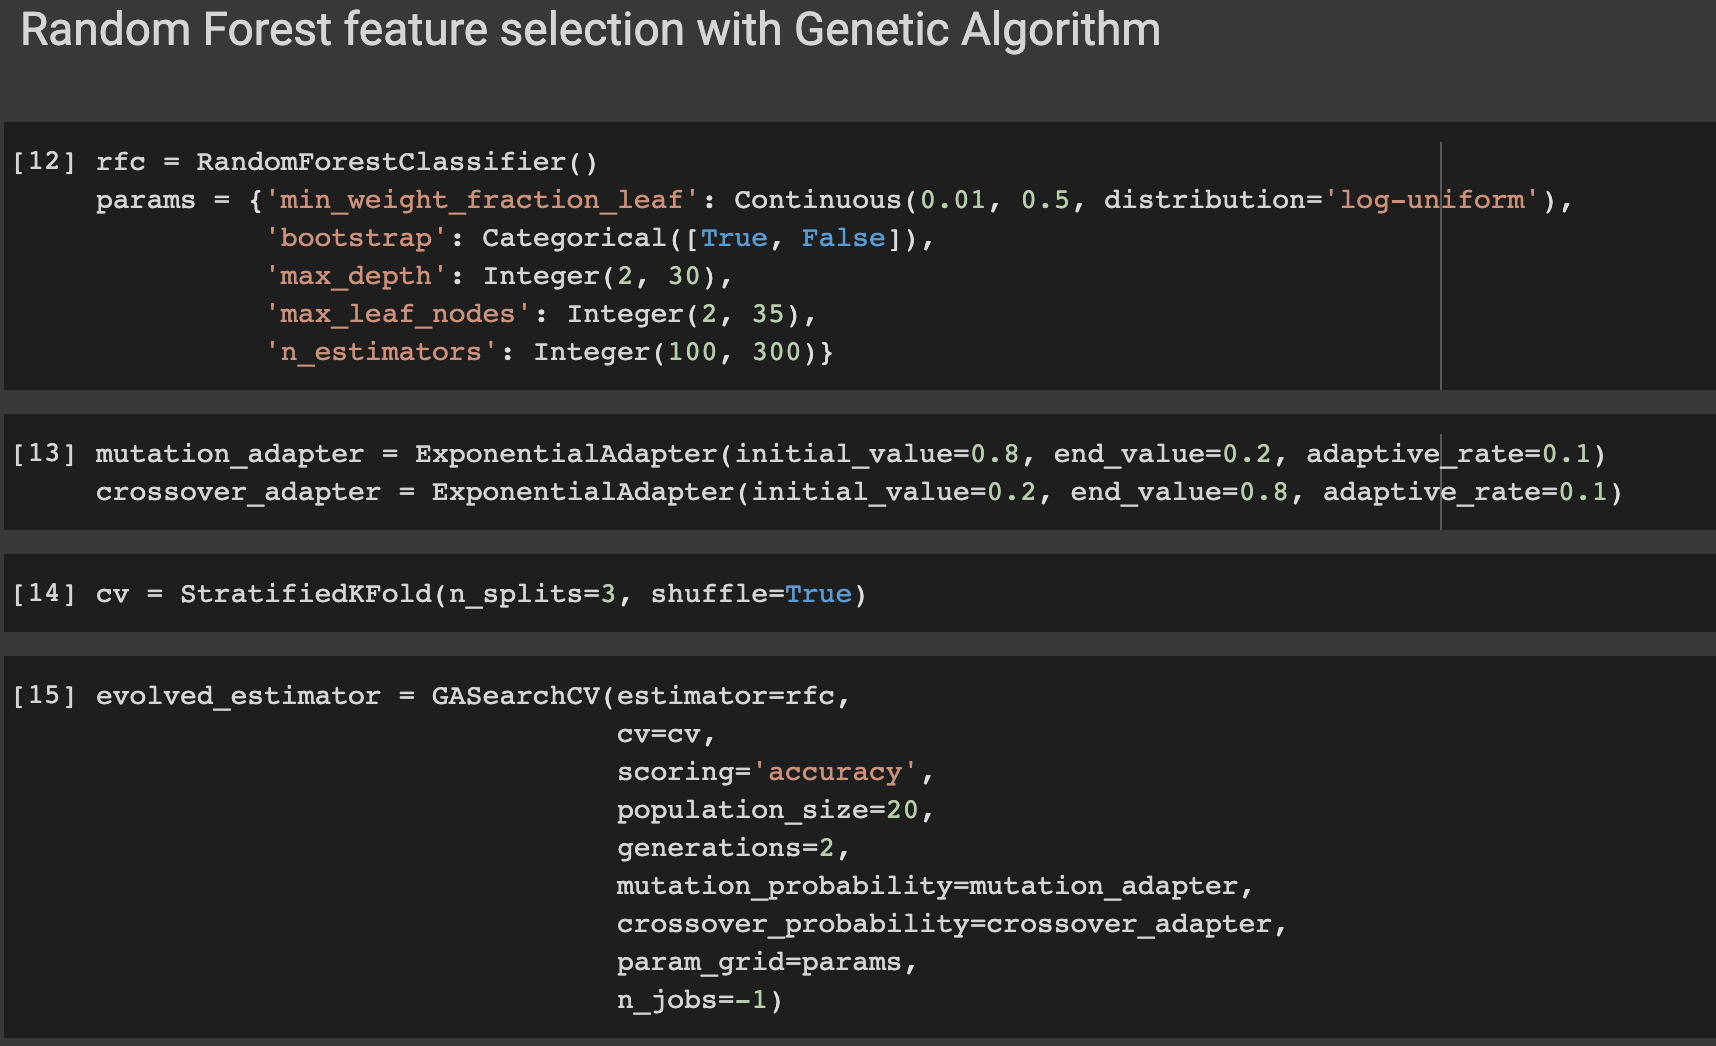 Random Forest feature selection with Genetic Algorithm
[12] rfc = RandomForestClassifier()
params = {'min_weight_fraction_leaf': Continuous(0.01, 0.5, distribution='log-uniform'),
'bootstrap': Categorical([True, False]),
'max_depth': Integer(2, 30),
'max_leaf_nodes': Integer(2, 35),
'n_estimators': Integer(100, 300)}
[13] mutation_adapter = ExponentialAdapter(initial_value=0.8, end_value=0.2, adaptive_rate=0.1)
crossover_adapter = ExponentialAdapter(initial_value=0.2, end_value=0.8, adaptive_rate=0.1)
[14] cv = StratifiedKFold(n_splits=3, shuffle=True)
[15] evolved_estimator = GASearchCV(estimator=rfc,
cv=cv,
scoring='accuracy',
population_size=20,
generations=2,
mutation_probability=mutation_adapter,
crossover_probability=crossover_adapter,
param_grid=params,
n_jobs=-1)